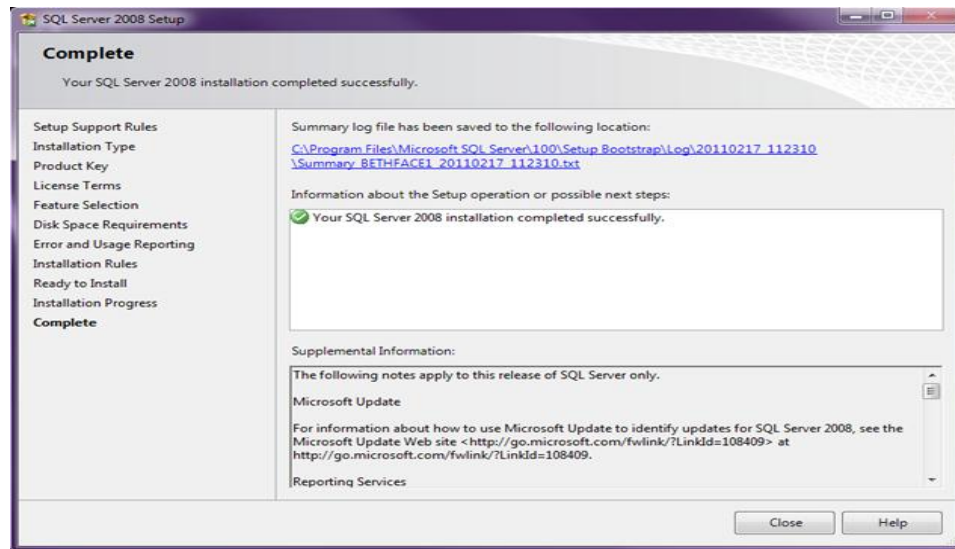 SQL Server 2008 Setup
Complete
Your SQL Server 2008 installation completed successfully.
Setup Support Rules
Installation Type
Product Key
License Terms
Feature Selection
Disk Space Requirements
Error and Usage Reporting
Installation Rules
Ready to Install
Installation Progress
Complete
Summary log file has been saved to the following location:
C:\Program Files\Microsoft SQL Server\100\Setup Bootstrap\Log\20110217_112310
\Summary_BETHFACE1_20110217_112310.txt
Information about the Setup operation or possible next steps:
Your SQL Server 2008 installation completed successfully.
Supplemental Information:
The following notes apply to this release of SQL Server only.
Microsoft Update
For information about how to use Microsoft Update to identify updates for SQL Server 2008, see the
Microsoft Update Web site <http://go.microsoft.com/fwlink/?LinkId=108409> at
http://go.microsoft.com/fwlink/?LinkId=108409.
Reporting Services
Close
Help